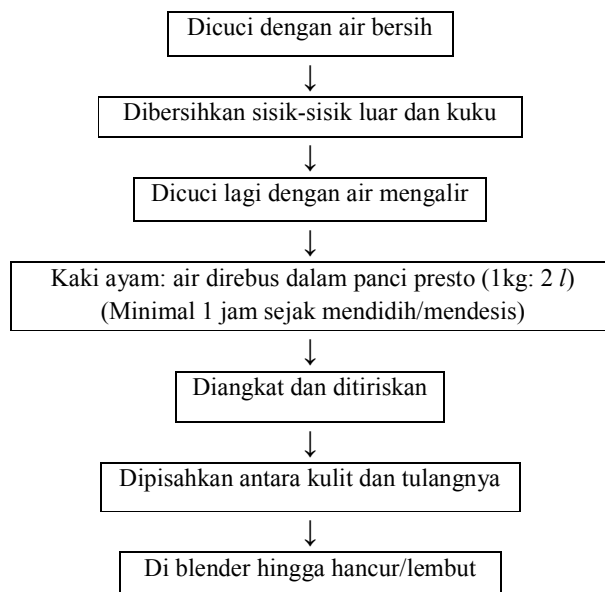 Dicuci dengan air bersih
Dibersihkan sisik-sisik luar dan kuku
Dicuci lagi dengan air mengalir
Kaki ayam: air direbus dalam panci presto (1kg: 2 l)
(Minimal 1 jam sejak mendidih/mendesis)
Diangkat dan ditiriskan
Dipisahkan antara kulit dan tulangnya
Di blender hingga hancur/lembut